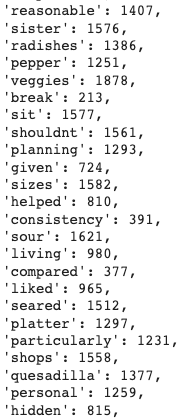 'reasonable': 1407,
'sister': 1576,
'radishes': 1386,
'pepper': 1251,
'veggies': 1878,
'break': 213,
'sit': 1577,
'shouldnt': 1561,
'planning': 1293,
'given': 724,
'sizes': 1582,
'helped': 810,
'consistency': 391,
'sour': 1621,
'living': 980,
'compared': 377,
'liked': 965,
'seared': 1512,
'platter': 1297,
'particularly': 1231,
'shops': 1558,
'quesadilla': 1377,
'personal': 1259,
'hidden': 815,